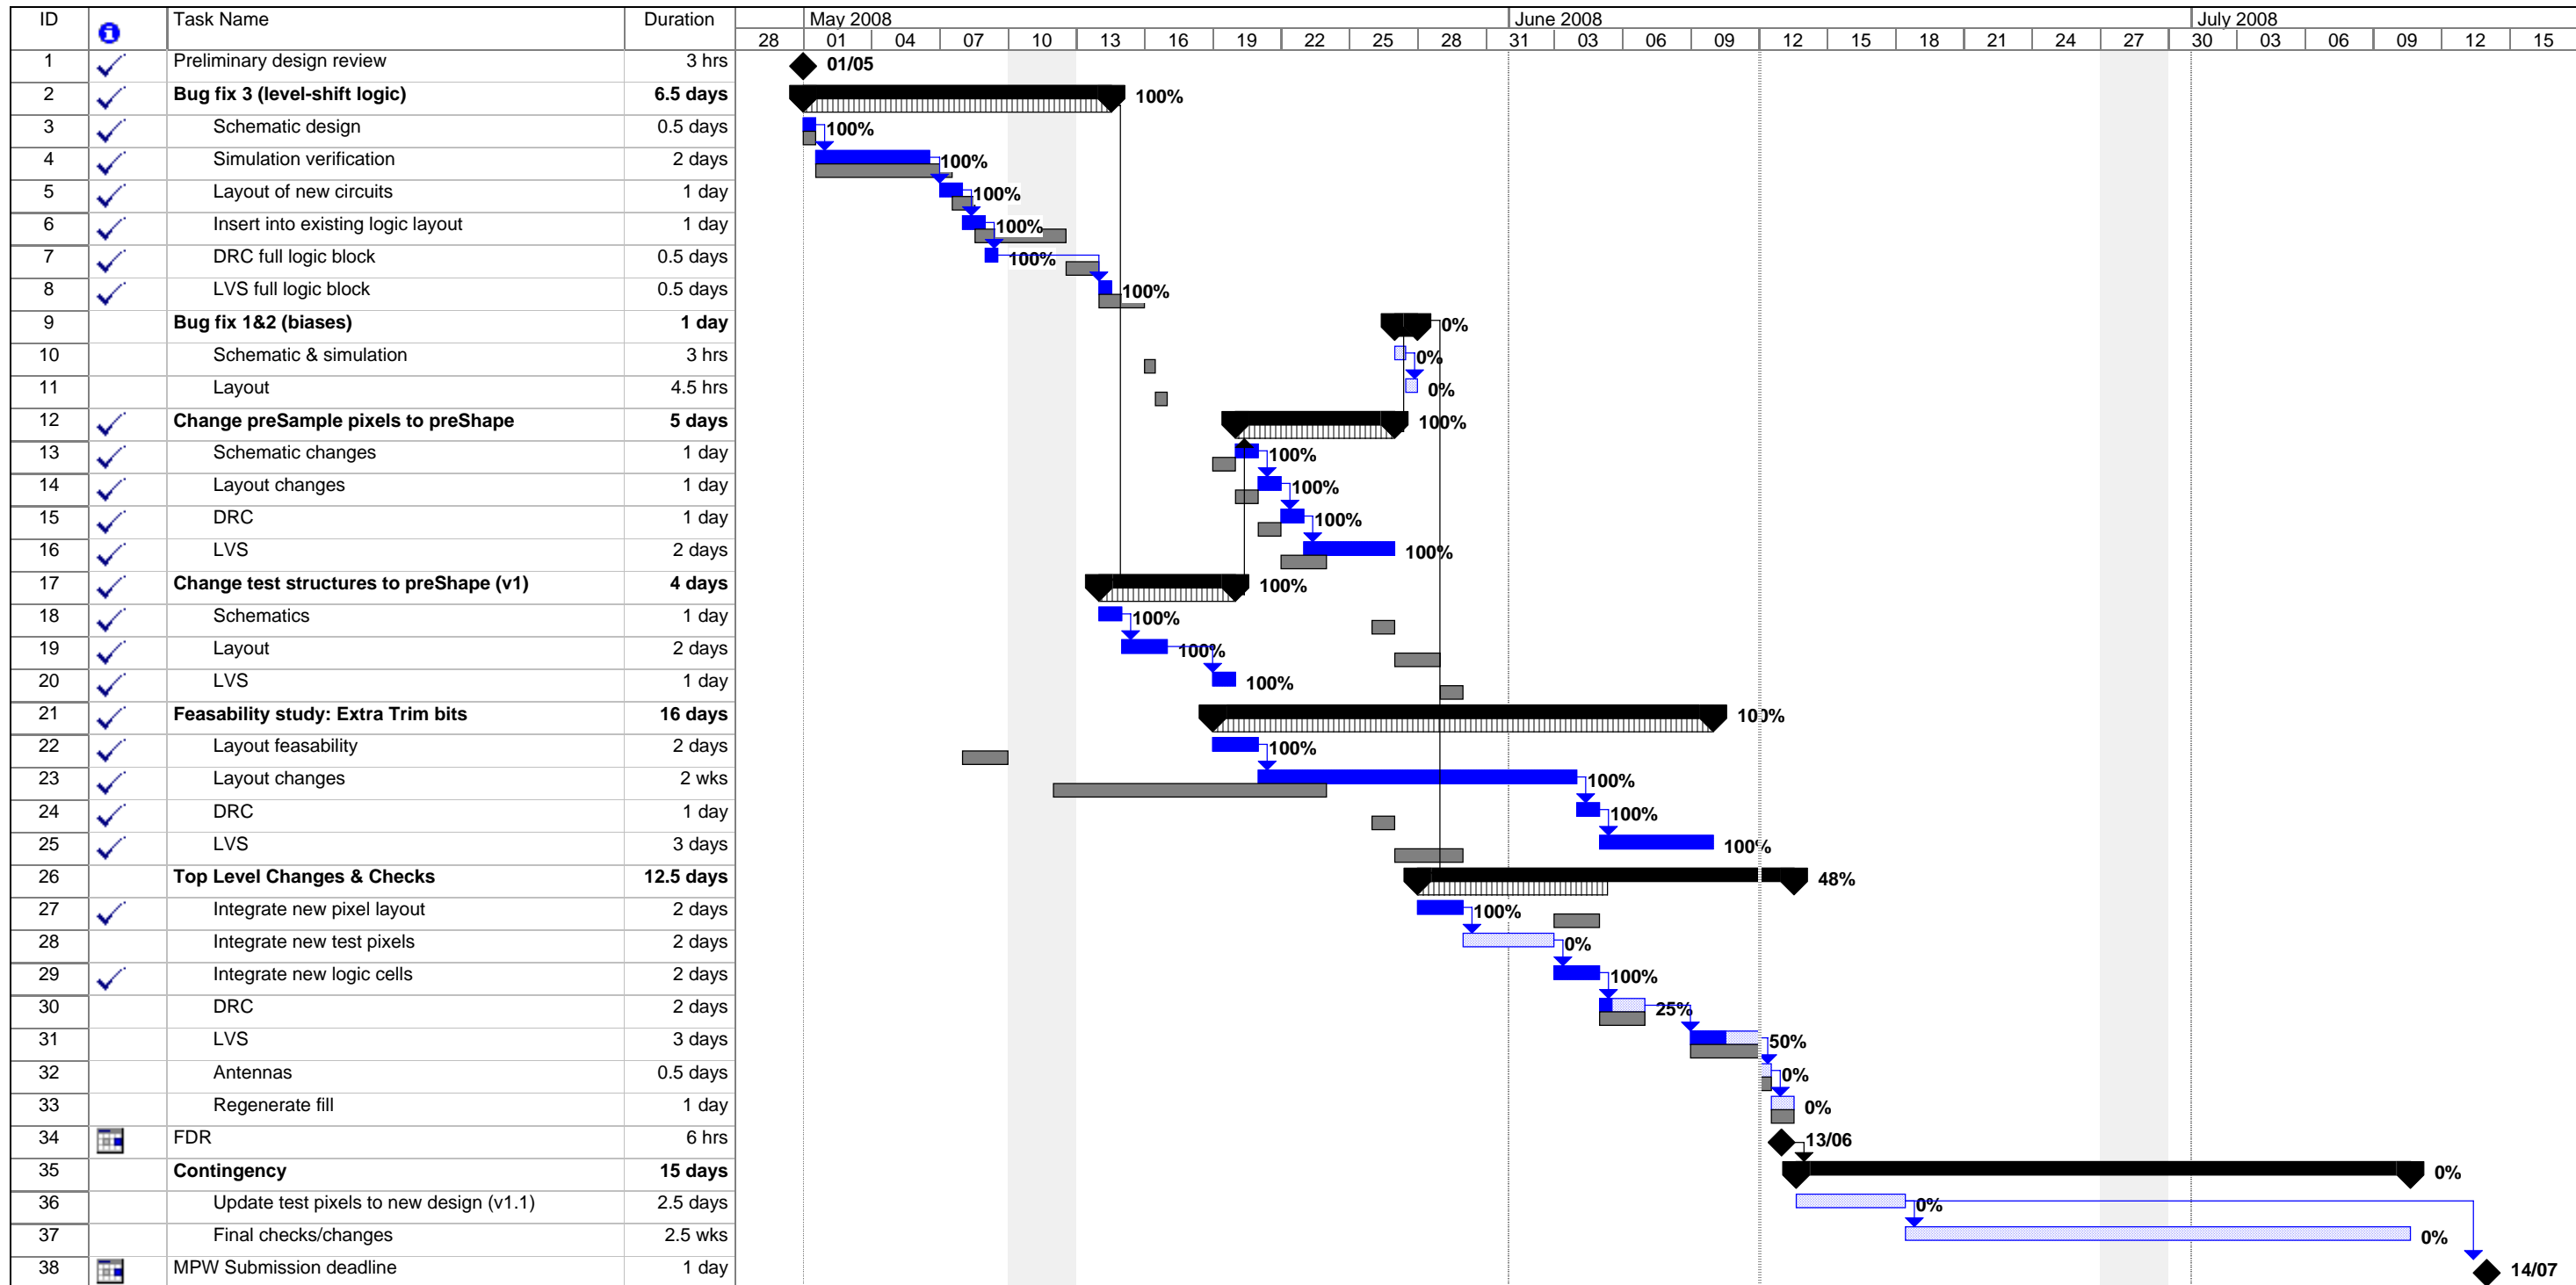 ID Task Name Duration May 2008 June 2008 July 2008
28 01 04 07 10 13 16 19 22 25 28 31 03 06 09 12 15 18 21 24 27 30 03 06 09 12 15
1 Preliminary design review 3 hrs 01/05
2 Bug fix 3 (level-shift logic) 6.5 days 100%
3 Schematic design 0.5 days 100%
4 Simulation verification 2 days 100%
5 Layout of new circuits 1 day 100%
6 Insert into existing logic layout 1 day 100%
7 DRC full logic block 0.5 days 100%
8 LVS full logic block 0.5 days 100%
9 Bug fix 1&2 (biases) 1 day 0%
10 Schematic & simulation 3 hrs 0%
11 Layout 4.5 hrs 0%
12 Change preSample pixels to preShape 5 days 100%
13 Schematic changes 1 day 100%
14 Layout changes 1 day 100%
15 DRC 1 day 100%
16 LVS 2 days 100%
17 Change test structures to preShape (v1) 4 days 100%
18 Schematics 1 day 100%
19 Layout 2 days 100%
20 LVS 1 day 100%
21 Feasability study: Extra Trim bits 16 days 100%
22 Layout feasability 2 days 100%
23 Layout changes 2 wks 100%
24 DRC 1 day 100%
25 LVS 3 days 100%
26 Top Level Changes & Checks 12.5 days 48%
27 Integrate new pixel layout 2 days 100%
28 Integrate new test pixels 2 days 0%
29 Integrate new logic cells 2 days 100%
30 DRC 2 days 25%
31 LVS 3 days 50%
32 Antennas 0.5 days 0%
33 Regenerate fill 1 day 0%
34 FDR 6 hrs 13/06
35 Contingency 15 days 0%
36 Update test pixels to new design (v1.1) 2.5 days 0%
37 Final checks/changes 2.5 wks 0%
38 MPW Submission deadline 1 day 14/07